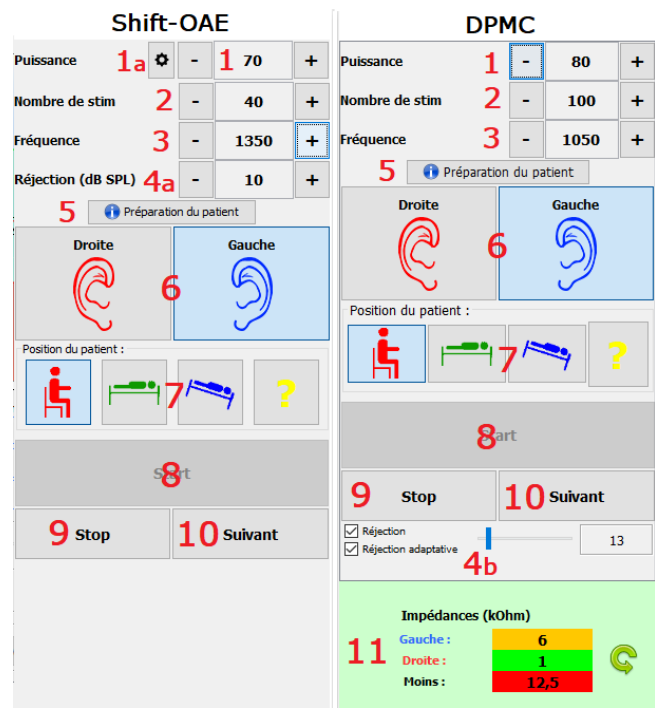 Shift-OAE
Puissance 1a - 1 70 +
Nombre de stim 2 - 40 +
Fréquence 3 - 1350 +
Réjection (dB SPL) 4a - 10 +
5 i Préparation du patient
Droite Gauche
6
Position du patient :
7 ?
Start
8
9 Stop 10 Suivant
DPMC
Puissance 1 - 80 +
Nombre de stim 2 - 100 +
Fréquence 3 - 1050 +
5 i Préparation du patient
Droite Gauche
6
Position du patient :
7 ?
Start
8
9 Stop 10 Suivant
Réjection
Réjection adaptative 13
4b
Impédances (kOhm)
Gauche : 6
11 Droite : 1
Moins : 12,5